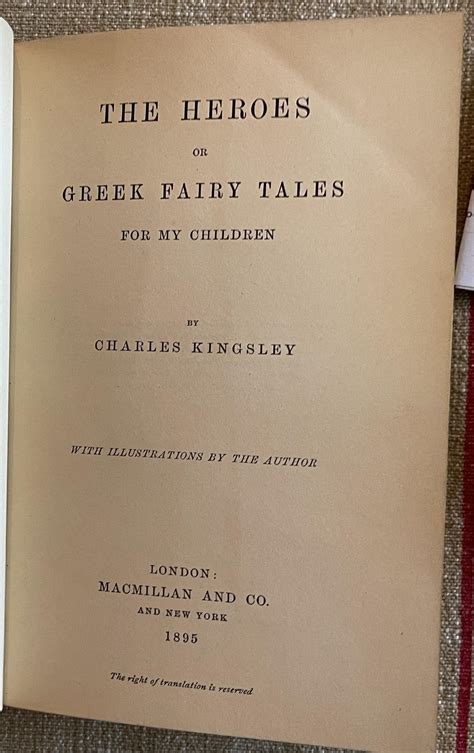 THE HEROES
OR
GREEK FAIRY TALES
FOR MY CHILDREN
BY
CHARLES KINGSLEY
WITH ILLUSTRATIONS BY THE AUTHOR
LONDON:
MACMILLAN AND CO.
AND NEW YORK
1895
The right of translation is reserved